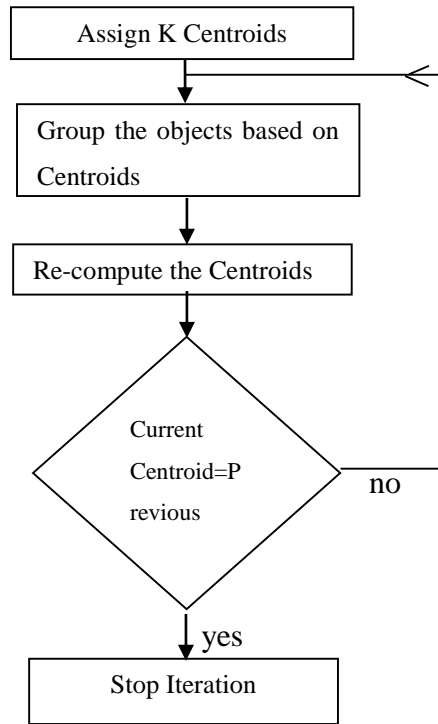 Assign K Centroids
Group the objects based on
Centroids
Re-compute the Centroids
Current
Centroid=P
revious
no
yes
Stop Iteration